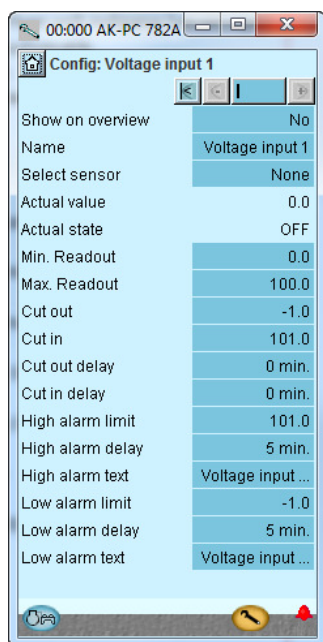 00:000 AK-PC 782A
Config: Voltage input 1
Show on overview No
Name Voltage input 1
Select sensor None
Actual value 0.0
Actual state OFF
Min. Readout 0.0
Max. Readout 100.0
Cut out -1.0
Cut in 101.0
Cut out delay 0 min.
Cut in delay 0 min.
High alarm limit 101.0
High alarm delay 5 min.
High alarm text Voltage input ...
Low alarm limit -1.0
Low alarm delay 5 min.
Low alarm text Voltage input ...